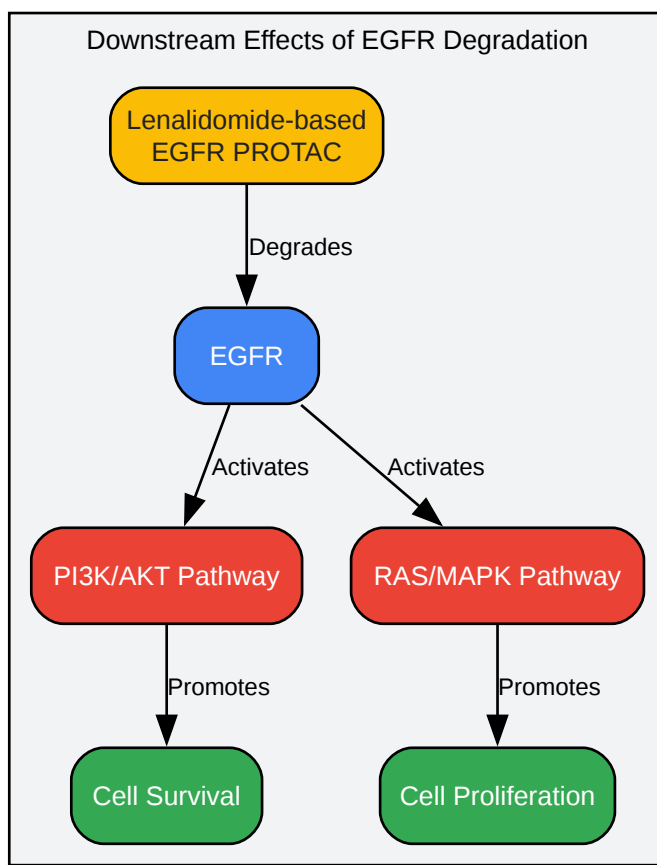 Downstream Effects of EGFR Degradation
Lenalidomide-based
EGFR PROTAC
Degrades
EGFR
Activates
Activates
PI3K/AKT Pathway
RAS/MAPK Pathway
Promotes
Promotes
Cell Survival
Cell Proliferation